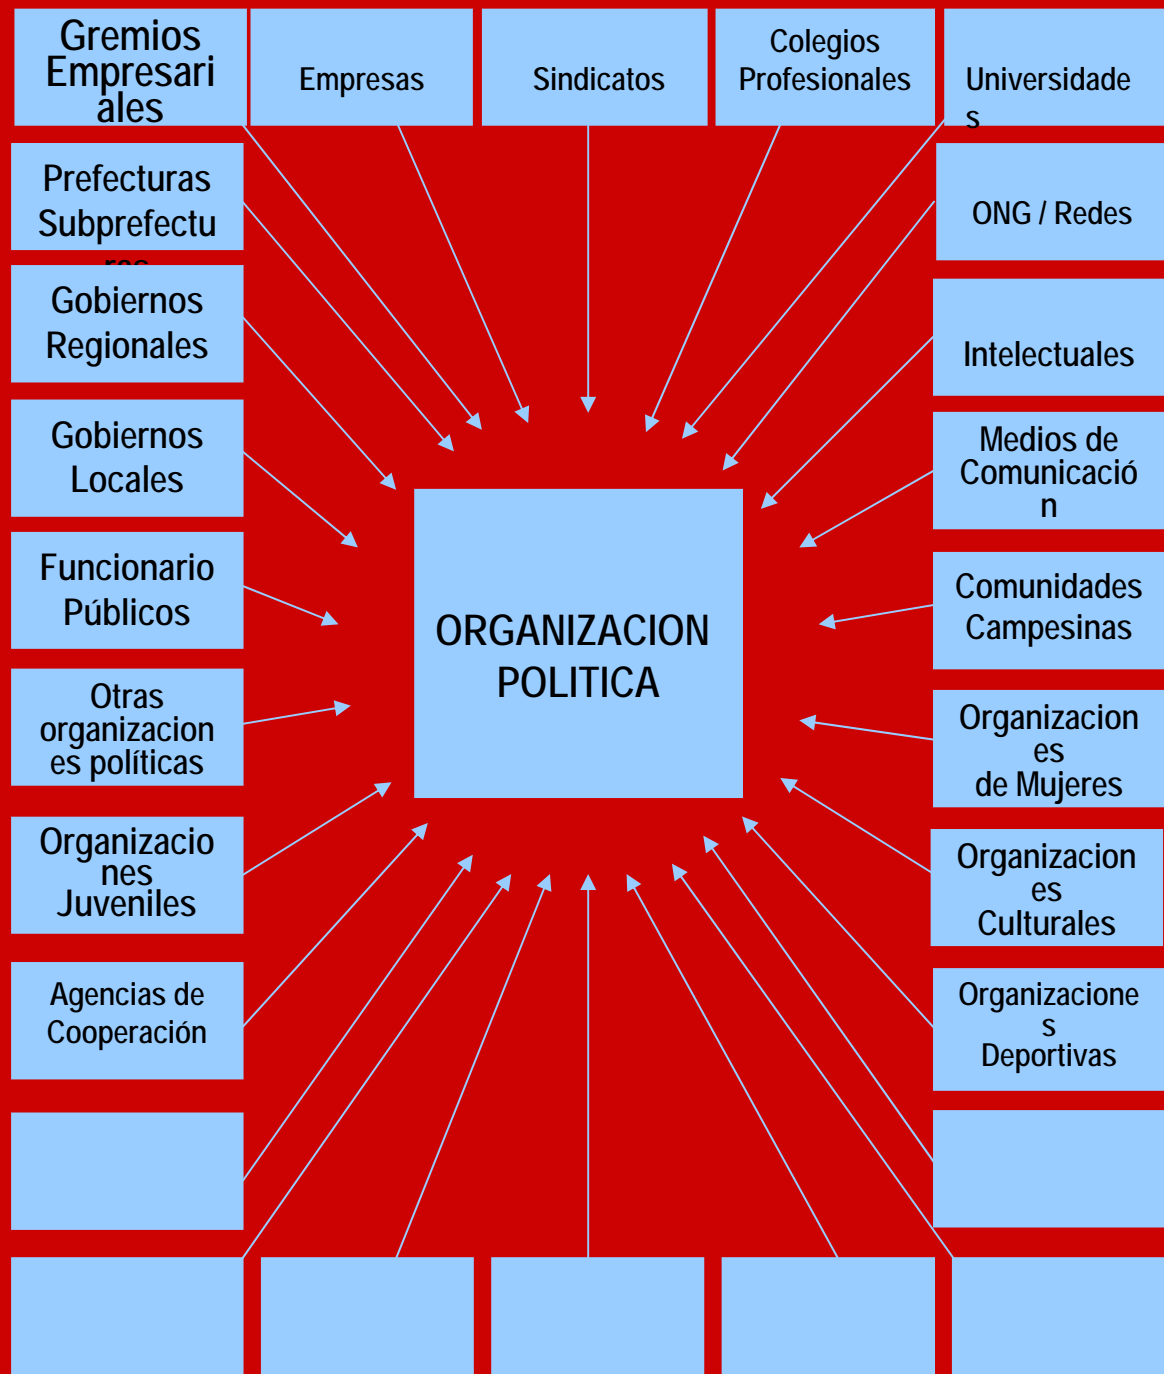 Gremios
Empresari
ales
Empresas
Sindicatos
Colegios
Profesionales
Universidade
s
Prefecturas
Subprefectu
ras
ONG / Redes
Gobiernos
Regionales
Intelectuales
Gobiernos
Locales
Medios de
Comunicació
n
Funcionario
Públicos
ORGANIZACION
POLITICA
Comunidades
Campesinas
Otras
organizacion
es políticas
Organizacion
es
de Mujeres
Organizacio
nes
Juveniles
Organizacion
es
Culturales
Agencias de
Cooperación
Organizacione
s
Deportivas